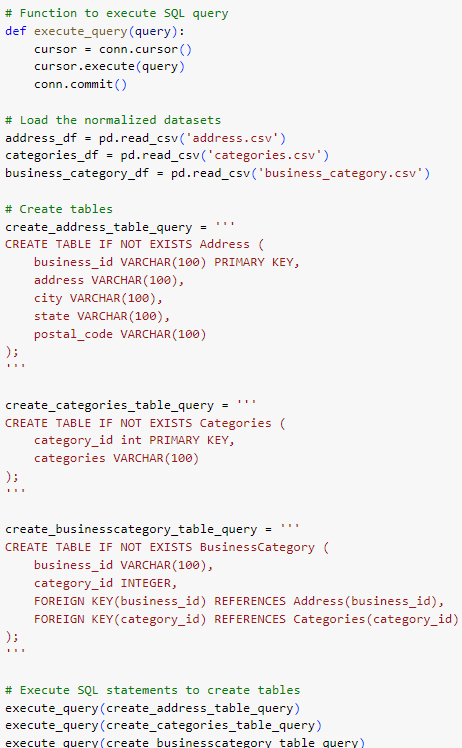 # Function to execute SQL query
def execute_query(query):
    cursor = conn.cursor()
    cursor.execute(query)
    conn.commit()

# Load the normalized datasets
address_df = pd.read_csv('address.csv')
categories_df = pd.read_csv('categories.csv')
business_category_df = pd.read_csv('business_category.csv')

# Create tables
create_address_table_query = '''
CREATE TABLE IF NOT EXISTS Address (
    business_id VARCHAR(100) PRIMARY KEY,
    address VARCHAR(100),
    city VARCHAR(100),
    state VARCHAR(100),
    postal_code VARCHAR(100)
);
'''

create_categories_table_query = '''
CREATE TABLE IF NOT EXISTS Categories (
    category_id int PRIMARY KEY,
    categories VARCHAR(100)
);
'''

create_businesscategory_table_query = '''
CREATE TABLE IF NOT EXISTS BusinessCategory (
    business_id VARCHAR(100),
    category_id INTEGER,
    FOREIGN KEY(business_id) REFERENCES Address(business_id),
    FOREIGN KEY(category_id) REFERENCES Categories(category_id)
);
'''

# Execute SQL statements to create tables
execute_query(create_address_table_query)
execute_query(create_categories_table_query)
execute_query(create_businesscategory_table_query)